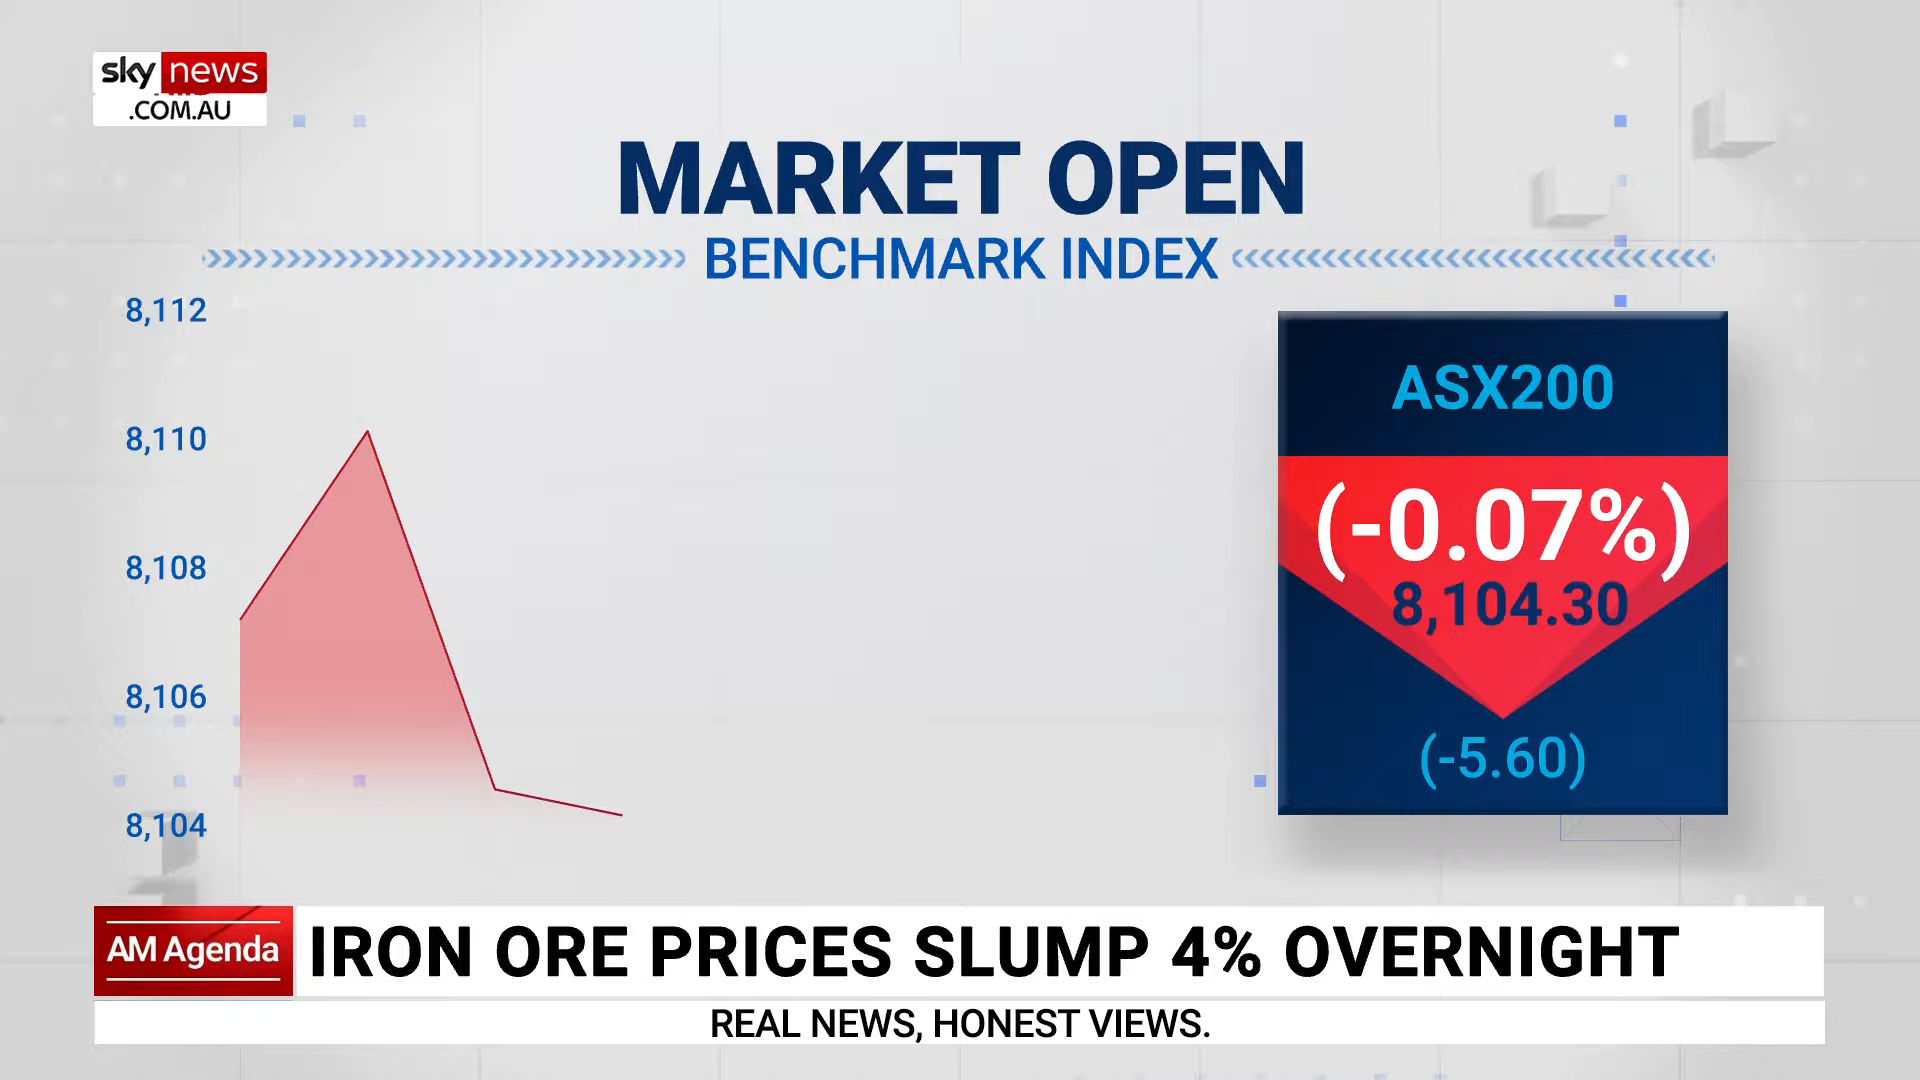 sky news
.COM.AU
MARKET OPEN
BENCHMARK INDEX
8,112
8,110
8,108
8,106
8,104
ASX200
(-0.07%)
8,104.30
(-5.60)
AM Agenda
IRON ORE PRICES SLUMP 4% OVERNIGHT
REAL NEWS, HONEST VIEWS.